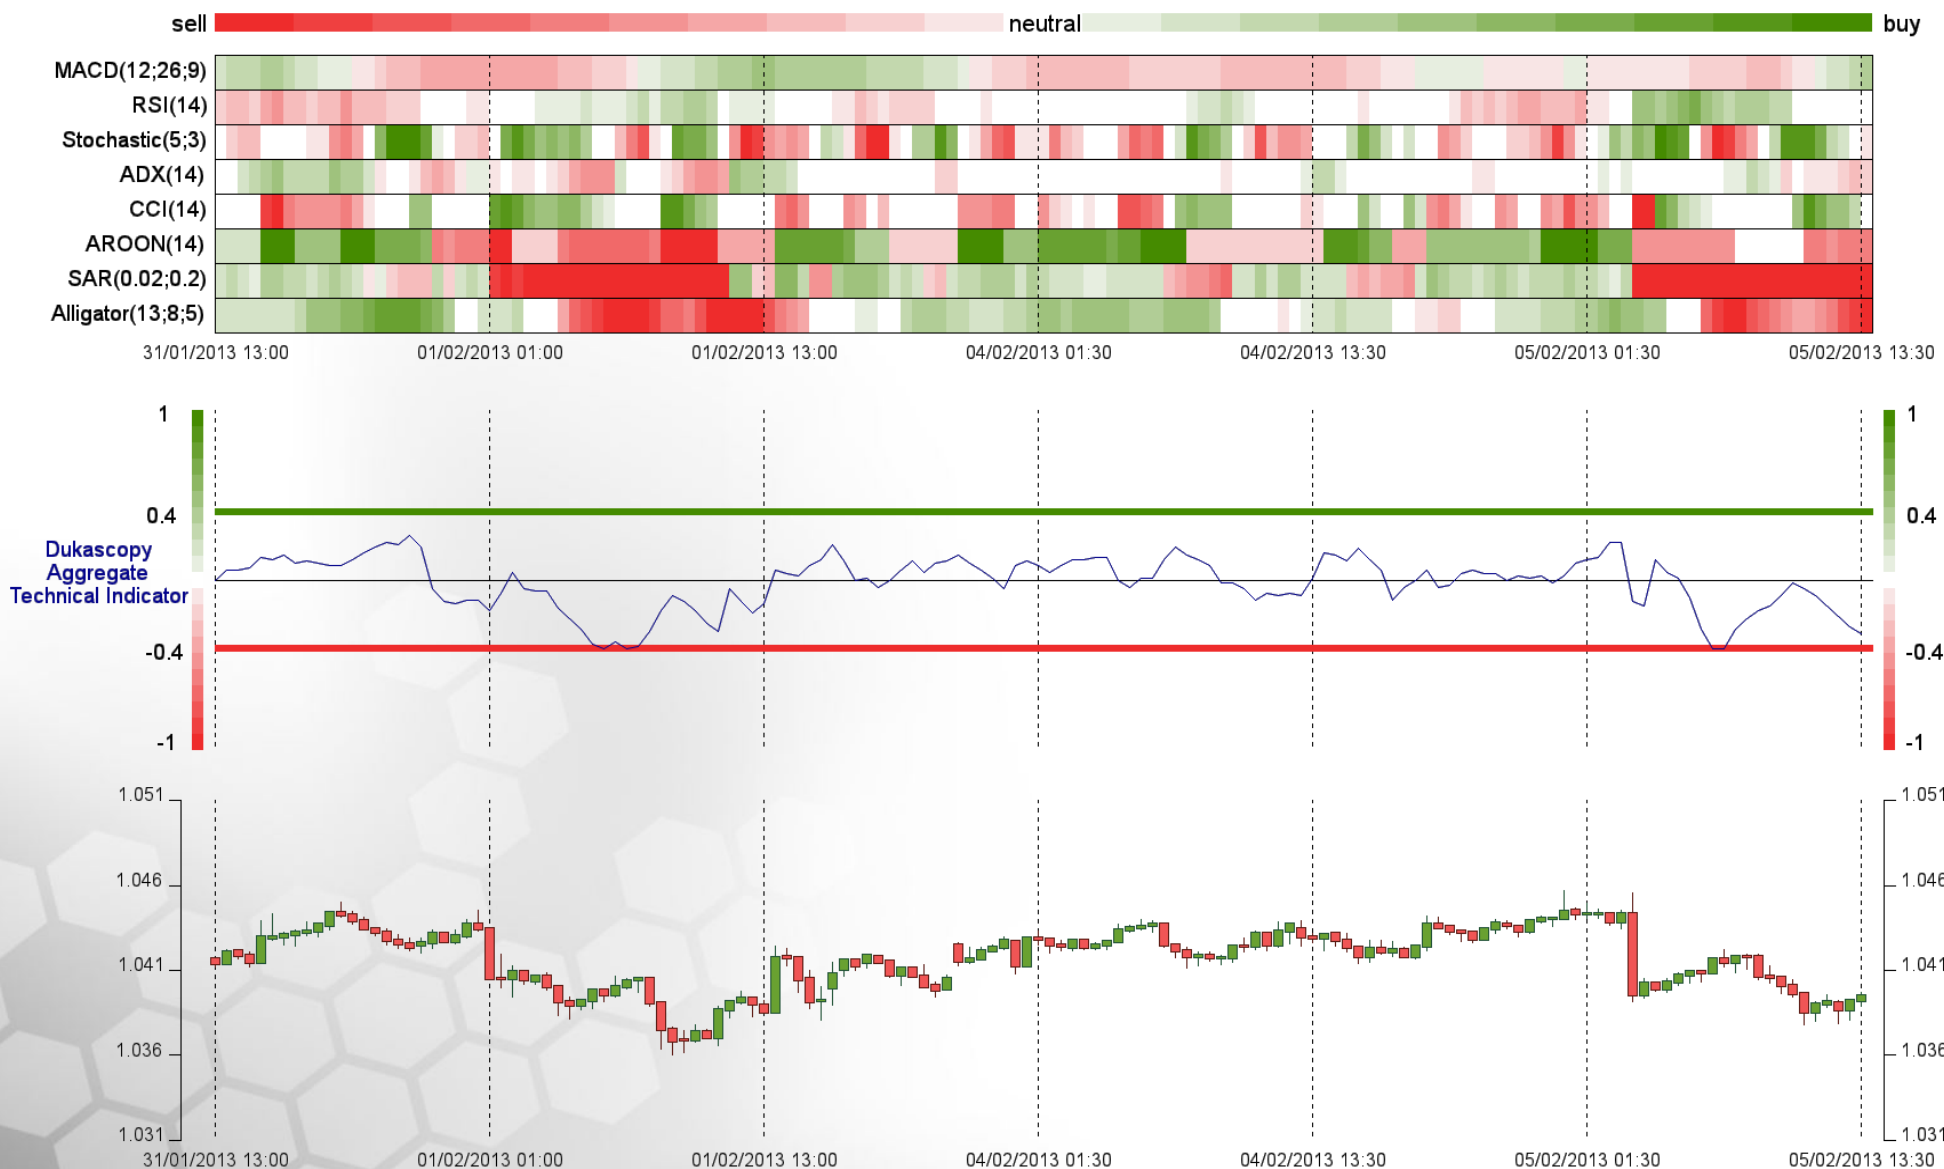 sell neutral buy
MACD(12;26;9)
RSI(14)
Stochastic(5;3)
ADX(14)
CCI(14)
AROON(14)
SAR(0.02;0.2)
Alligator(13;8;5)
31/01/2013 13:00 01/02/2013 01:00 01/02/2013 13:00 04/02/2013 01:30 04/02/2013 13:30 05/02/2013 01:30 05/02/2013 13:30
1 1
0.4 0.4
Dukascopy
Aggregate
Technical Indicator
-0.4 -0.4
-1 -1
1.051 1.051
1.046 1.046
1.041 1.041
1.036 1.036
1.031 1.031
31/01/2013 13:00 01/02/2013 01:00 01/02/2013 13:00 04/02/2013 01:30 04/02/2013 13:30 05/02/2013 01:30 05/02/2013 13:30